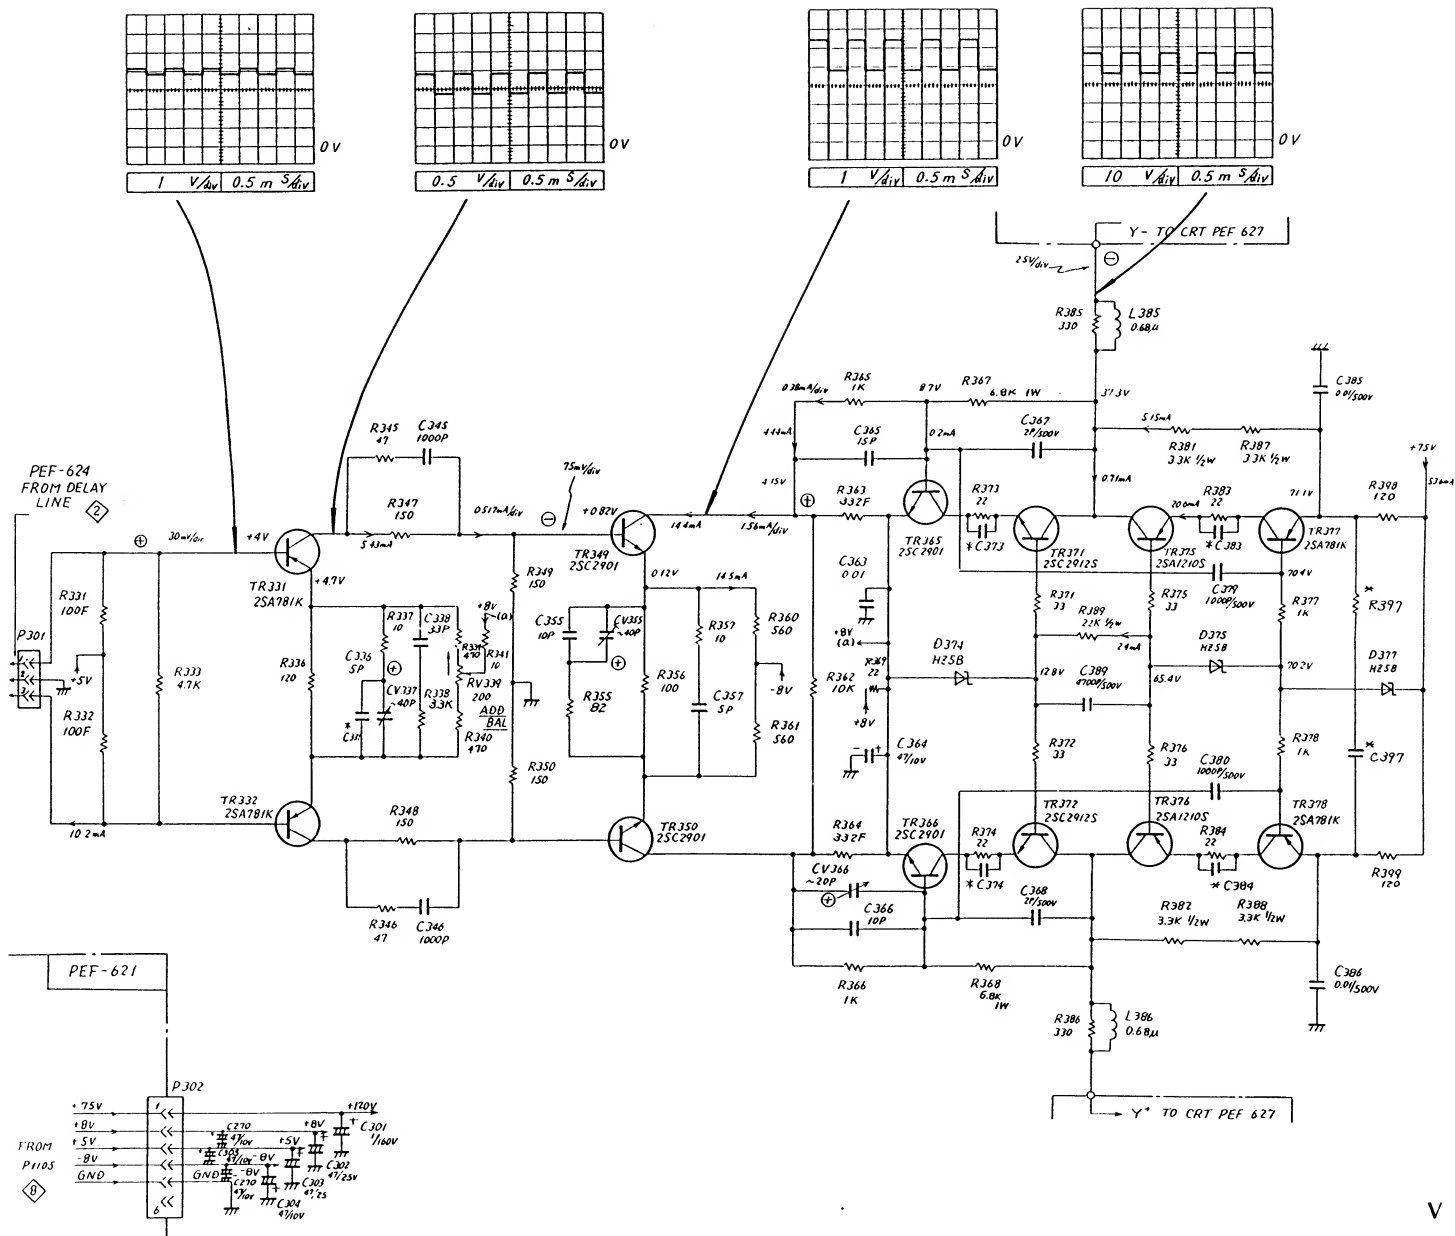 0V
1 V/div 0.5 m S/div
0V
0.5 V/div 0.5 m S/div
0V
1 V/div 0.5 m S/div
0V
10 V/div 0.5 m S/div
Y- TO CRT PEF 627
25V/div
⊖
R385
330
L385
0.68μ
C385
0.01/500V
0.38mA/div
R365
1K
8.7V
R367
6.8K 1W
37.3V
R345
47
C345
1000P
4.44mA
C365
15P
0.2mA
C367
2P/500V
5.15mA
R381
3.3K 1/2W
R387
3.3K 1/2W
+75V
53.6mA
PEF-624
FROM DELAY
LINE 2
75mV/div
4.15V
⊕
R363
332F
R373
22
0.71mA
20.6mA
R383
22
71.1V
R398
120
R347
150
0.517mA/div
⊖
+0.82V
14.4mA
1.56mA/div
TR365
2SC2901
*C373
TR371
2SC2912S
TR375
2SA1210S
*C383
TR377
2SA781K
⊕
30mV/div
+4V
5.43mA
TR349
2SC2901
TR331
2SA781K
+4.7V
R349
150
0.12V
14.5mA
C363
0.01
C379
1000P/500V
70.4V
R331
100F
R337
10
C338
33P
+8V
(a)
R341
10
C355
10P
CV355
~40P
R357
10
R360
560
R371
33
R389
22K 1/2W
R375
33
R377
1K
*
R397
P301
1
2
3
+5V
R333
4.7K
R336
120
C336
5P
⊕
CV337
~40P
R339
470
RV339
200
ADD
BAL
⊕
R356
100
C357
5P
-8V
+8V
(a)
R369
22
R362
10K
+8V
D374
HZ5B
2.4mA
D375
HZ5B
12.8V
C389
4700P/500V
65.4V
70.2V
D377
HZ5B
R332
100F
R338
3.3K
R340
470
R355
82
R361
560
C364
47/10V
R350
150
R372
33
R376
33
R378
1K
*
C397
C380
1000P/500V
TR332
2SA781K
10.2mA
R348
150
TR350
2SC2901
R364
332F
TR366
2SC2901
R374
22
TR372
2SC2912S
TR376
2SA1210S
R384
22
TR378
2SA781K
CV366
~20P
⊕
*C374
*C384
R399
120
R346
47
C346
1000P
C366
10P
C368
2P/500V
R382
3.3K 1/2W
R388
3.3K 1/2W
R366
1K
R368
6.8K
1W
C386
0.01/500V
R386
330
L386
0.68μ
Y+ TO CRT PEF 627
PEF-621
P302
+75V
1
+120V
+8V
C270
47/10V
+8V
C301
1/160V
+5V
C305
47/10V
+5V
C302
47/25V
-8V
-8V
C303
47/25
GND
GND
C270
47/10V
-8V
C304
47/10V
6
FROM
P1105
8
V